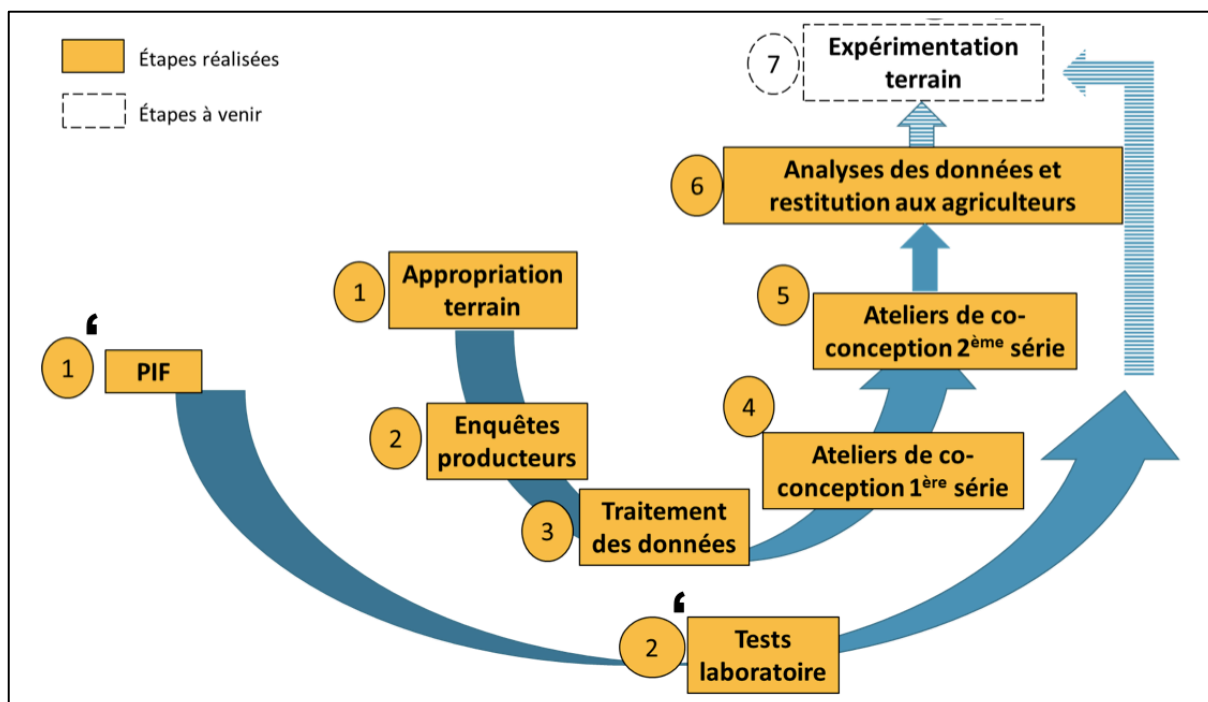 Étapes réalisées
Étapes à venir
7
Expérimentation
terrain
6
Analyses des données et
restitution aux agriculteurs
1
Appropriation
terrain
5
Ateliers de co-
conception 2ème série
1‘
PIF
2
Enquêtes
producteurs
4
Ateliers de co-
conception 1ère série
3
Traitement
des données
2‘
Tests
laboratoire